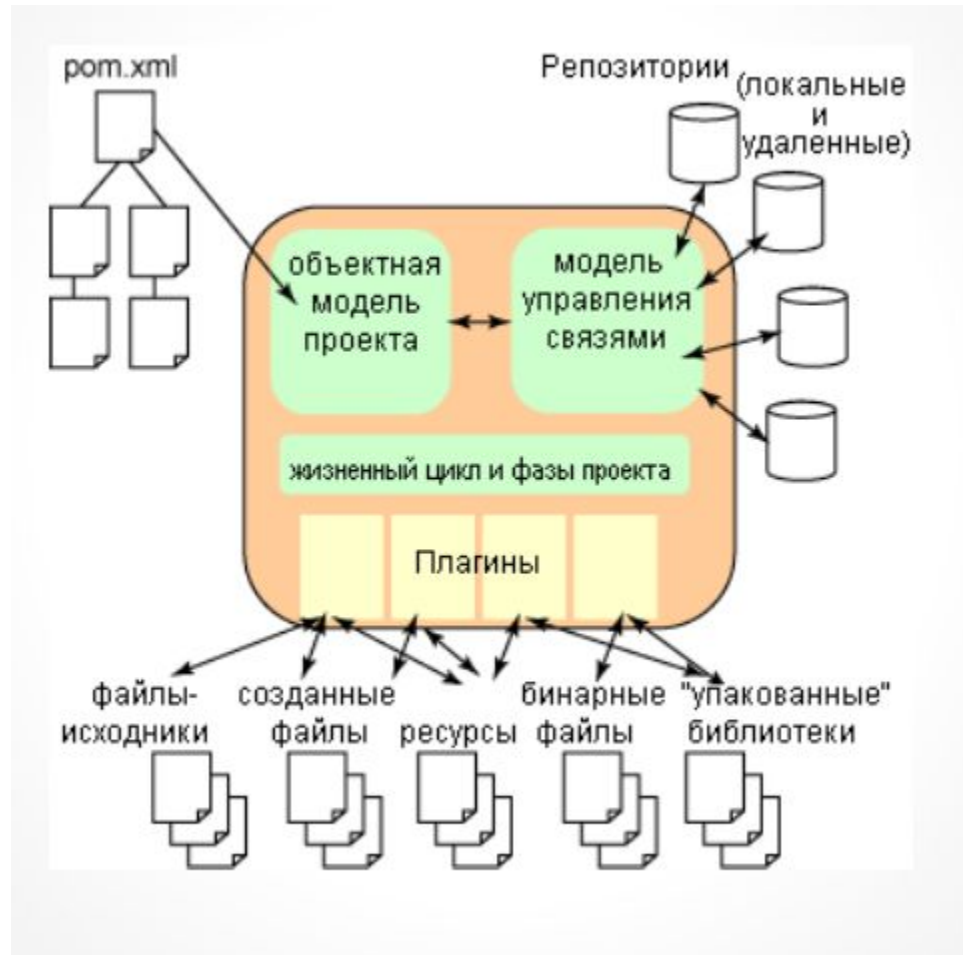 pom.xml
Репозитории
(локальные
и
удаленные)
объектная
модель
проекта
модель
управления
связями
жизненный цикл и фазы проекта
Плагины
файлы-
исходники
созданные
файлы
ресурсы
бинарные
файлы
"упакованные"
библиотеки